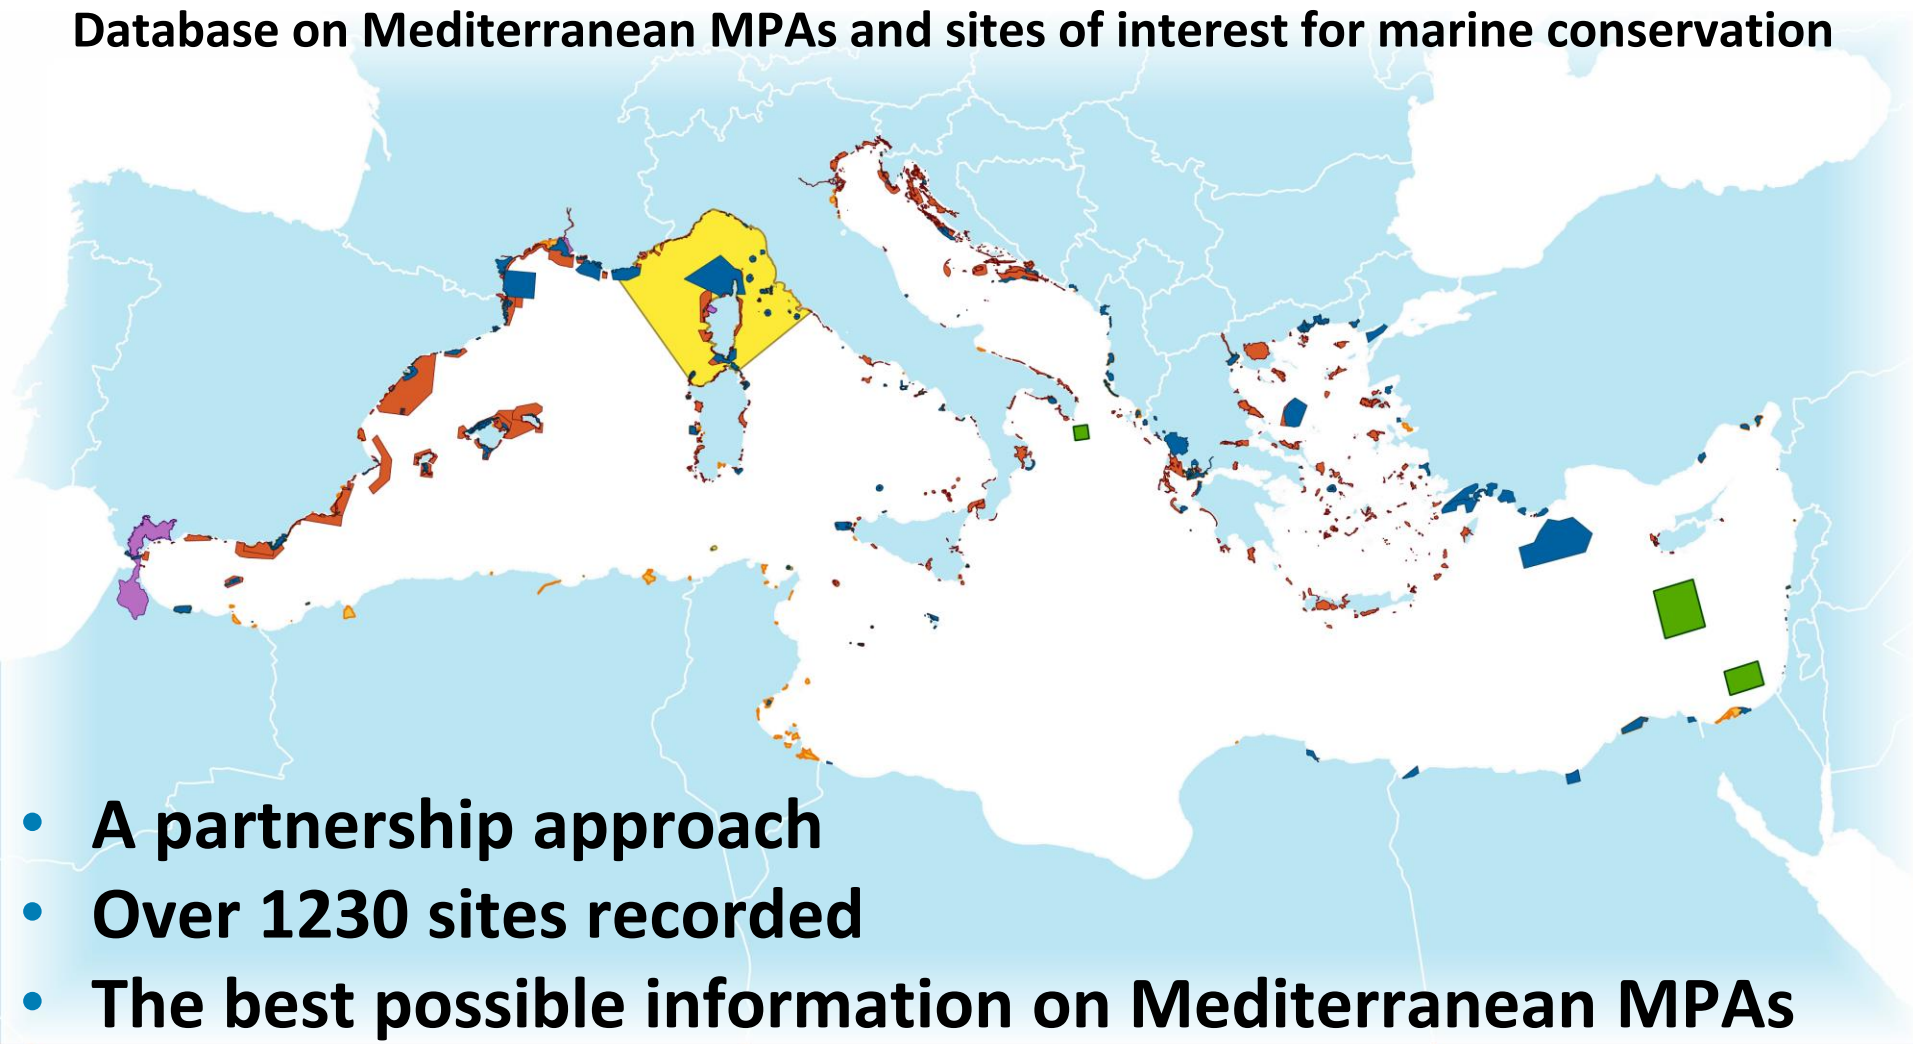 Database on Mediterranean MPAs and sites of interest for marine conservation
• A partnership approach
• Over 1230 sites recorded
• The best possible information on Mediterranean MPAs